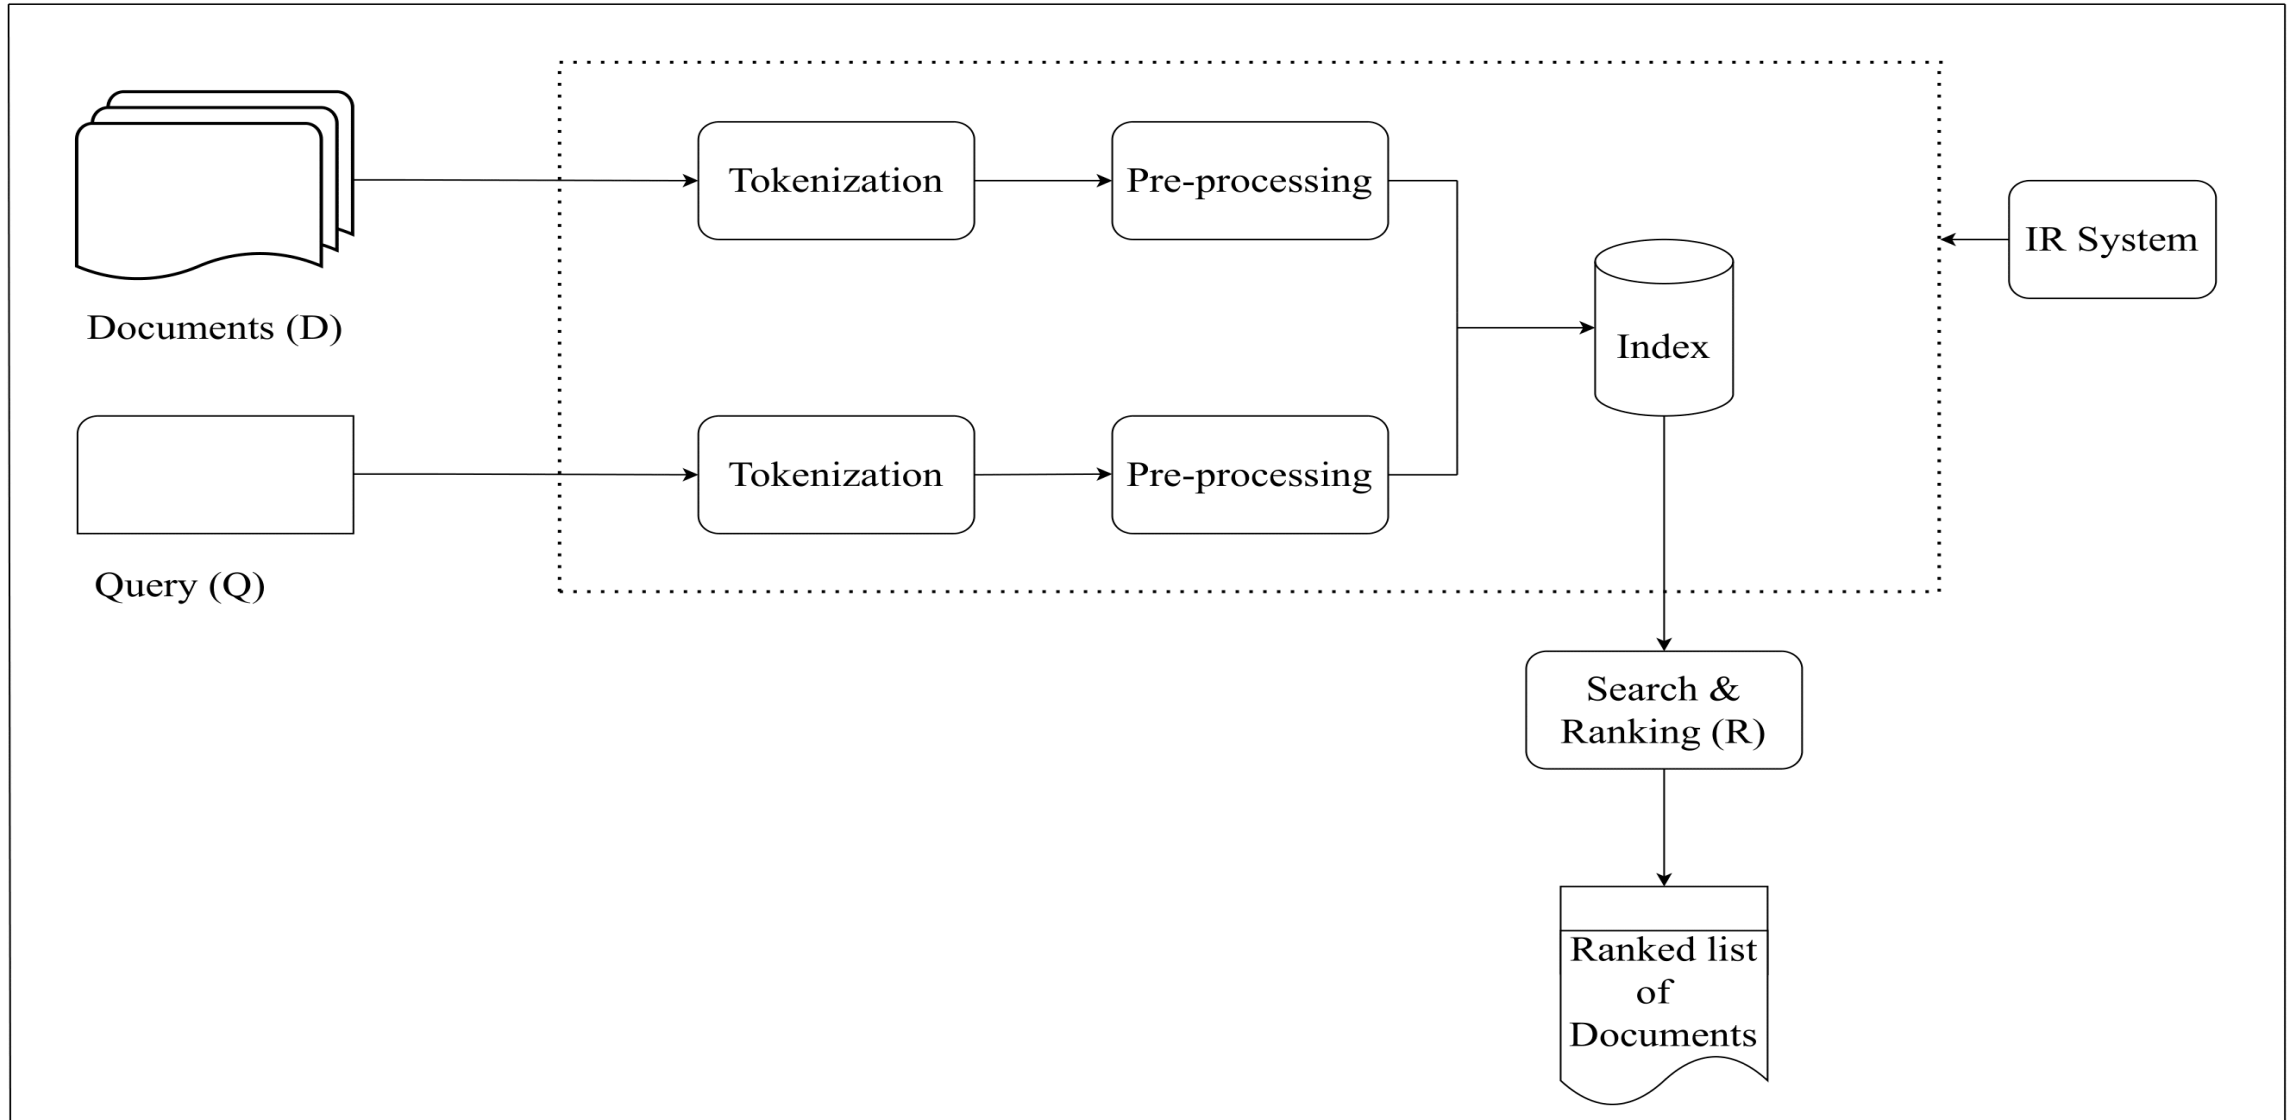 Tokenization
Pre-processing
IR System
Documents (D)
Index
Tokenization
Pre-processing
Query (Q)
Search &
Ranking (R)
Ranked list
of
Documents